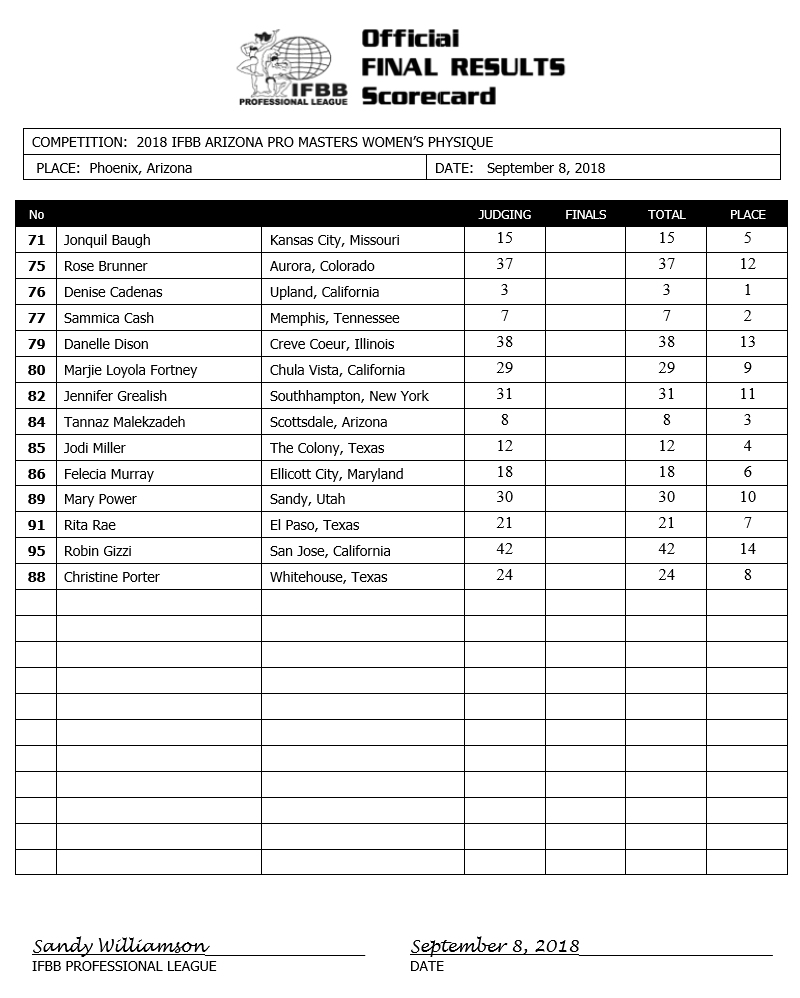 Official
FINAL RESULTS
Scorecard
IFBB
PROFESSIONAL LEAGUE
COMPETITION: 2018 IFBB ARIZONA PRO MASTERS WOMEN'S PHYSIQUE
PLACE: Phoenix, Arizona DATE: September 8, 2018
No JUDGING FINALS TOTAL PLACE
71 Jonquil Baugh Kansas City, Missouri 15 15 5
75 Rose Brunner Aurora, Colorado 37 37 12
76 Denise Cadenas Upland, California 3 3 1
77 Sammica Cash Memphis, Tennessee 7 7 2
79 Danelle Dison Creve Coeur, Illinois 38 38 13
80 Marjie Loyola Fortney Chula Vista, California 29 29 9
82 Jennifer Grealish Southhampton, New York 31 31 11
84 Tannaz Malekzadeh Scottsdale, Arizona 8 8 3
85 Jodi Miller The Colony, Texas 12 12 4
86 Felecia Murray Ellicott City, Maryland 18 18 6
89 Mary Power Sandy, Utah 30 30 10
91 Rita Rae El Paso, Texas 21 21 7
95 Robin Gizzi San Jose, California 42 42 14
88 Christine Porter Whitehouse, Texas 24 24 8
Sandy Williamson September 8, 2018
IFBB PROFESSIONAL LEAGUE DATE